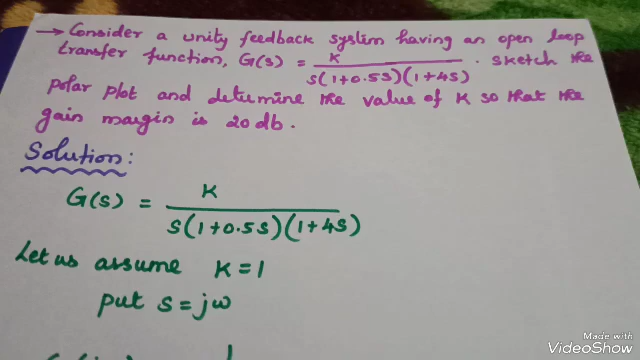 → Consider a unity feedback system having an open loop
transfer function, G(s) = K / s(1+0.5s)(1+4s) . sketch the
polar plot and determine the value of K so that the
gain margin is 20 db.
Solution:
G(s) = K / s(1+0.5s)(1+4s)
Let us assume K = 1
put s = jω
1
Made with
VideoShow